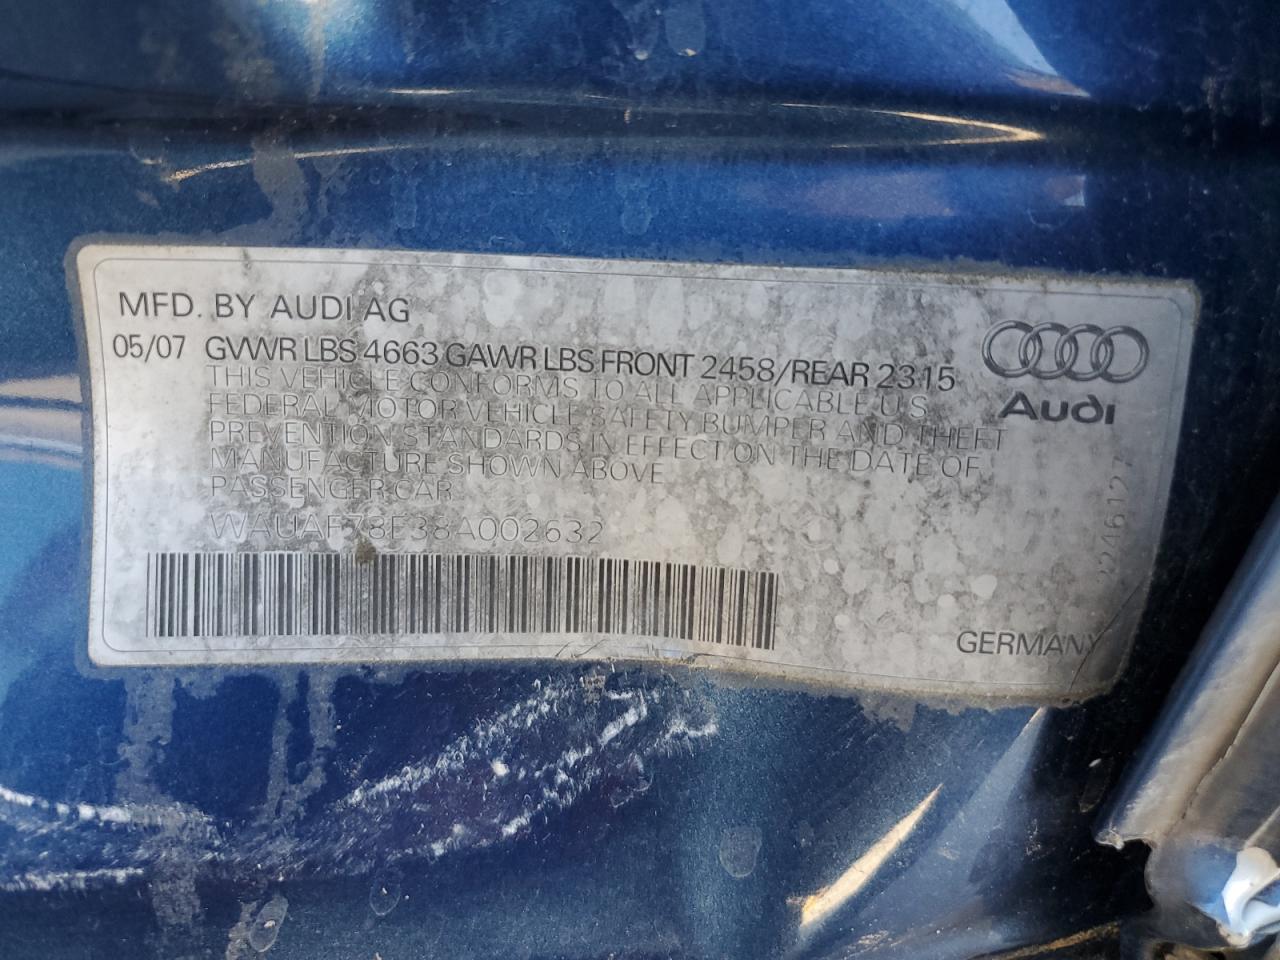 MFD. BY AUDI AG
05/07 GVWR LBS 4663 GAWR LBS FRONT 2458/REAR 2315
THIS VEHICLE CONFORMS TO ALL APPLICABLE U.S.
FEDERAL MOTOR VEHICLE SAFETY BUMPER AND THEFT
PREVENTION STANDARDS IN EFFECT ON THE DATE OF
MANUFACTURE SHOWN ABOVE
PASSENGER CAR
WAUAF78E38A002632
Audi
2246127
GERMANY